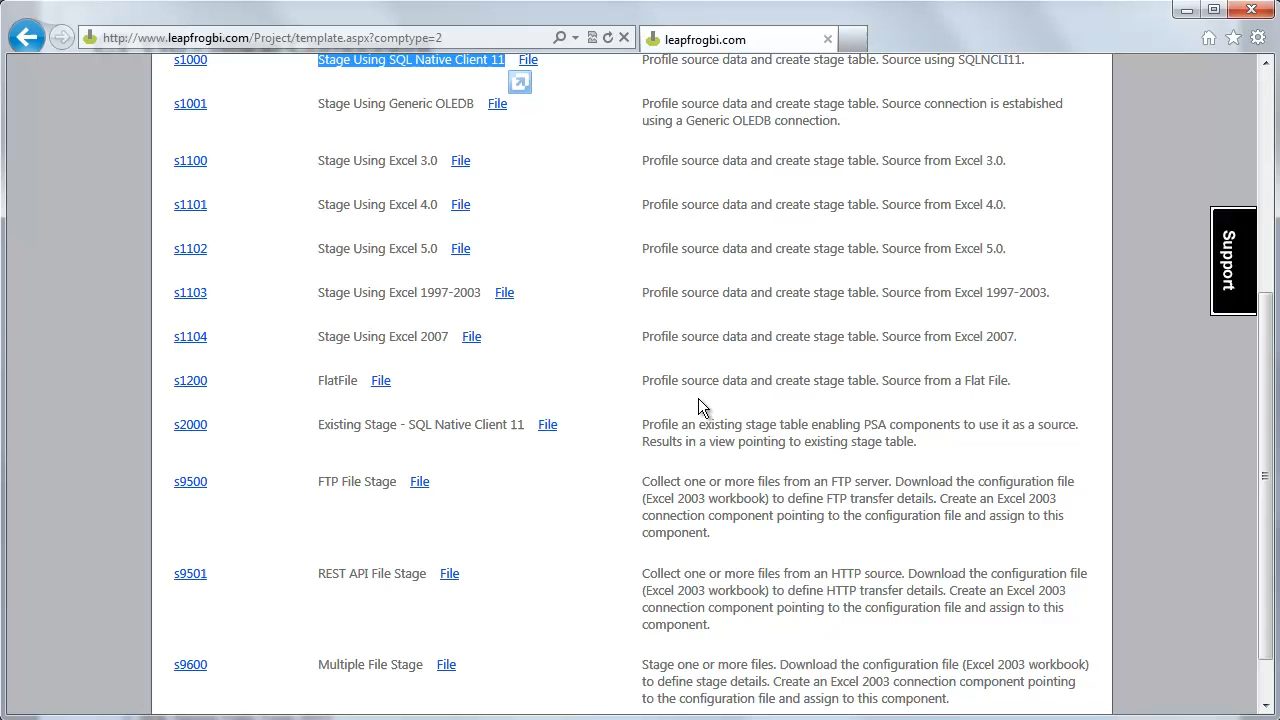 http://www.leapfrogbi.com/Project/template.aspx?comptype=2
leapfrogbi.com
s1000 Stage Using SQL Native Client 11 File Profile source data and create stage table. Source using SQLNCLI11.
s1001 Stage Using Generic OLEDB File Profile source data and create stage table. Source connection is estabished
using a Generic OLEDB connection.
s1100 Stage Using Excel 3.0 File Profile source data and create stage table. Source from Excel 3.0.
s1101 Stage Using Excel 4.0 File Profile source data and create stage table. Source from Excel 4.0.
s1102 Stage Using Excel 5.0 File Profile source data and create stage table. Source from Excel 5.0.
Support
s1103 Stage Using Excel 1997-2003 File Profile source data and create stage table. Source from Excel 1997-2003.
s1104 Stage Using Excel 2007 File Profile source data and create stage table. Source from Excel 2007.
s1200 FlatFile File Profile source data and create stage table. Source from a Flat File.
s2000 Existing Stage - SQL Native Client 11 File Profile an existing stage table enabling PSA components to use it as a source.
Results in a view pointing to existing stage table.
s9500 FTP File Stage File Collect one or more files from an FTP server. Download the configuration file
(Excel 2003 workbook) to define FTP transfer details. Create an Excel 2003
connection component pointing to the configuration file and assign to this
component.
s9501 REST API File Stage File Collect one or more files from an HTTP source. Download the configuration file
(Excel 2003 workbook) to define HTTP transfer details. Create an Excel 2003
connection component pointing to the configuration file and assign to this
component.
s9600 Multiple File Stage File Stage one or more files. Download the configuration file (Excel 2003 workbook)
to define stage details. Create an Excel 2003 connection component pointing
to the configuration file and assign to this component.